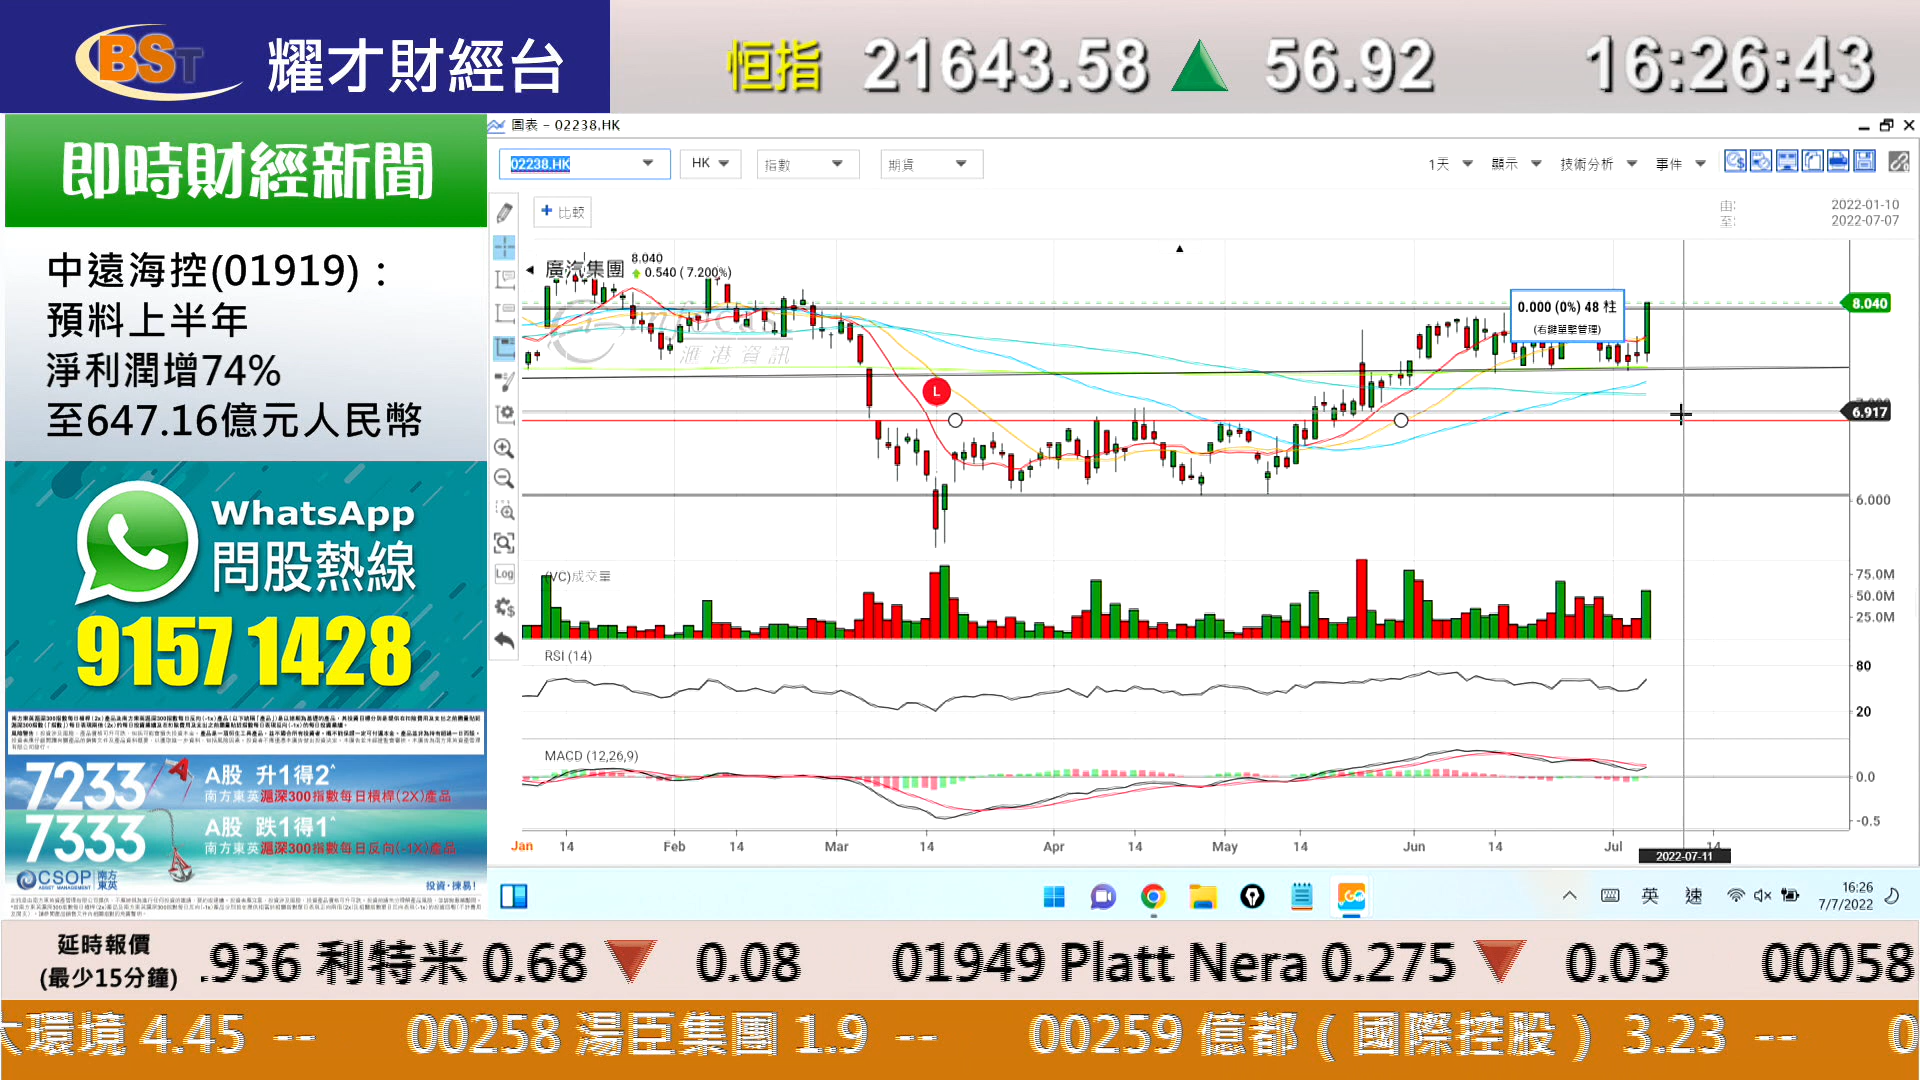 BST 耀才財經台
恒指 21643.58 ▲ 56.92 16:26:43
即時財經新聞
中遠海控(01919)：
預料上半年
淨利潤增74%
至647.16億元人民幣
WhatsApp
問股熱線
9157 1428
7233
A股 升1得2^
南方東英滬深300指數每日槓桿(2X)產品
7333
A股 跌1得1^
南方東英滬深300指數每日反向(-1X)產品
CSOP 南方東英
ASSET MANAGEMENT
投資·揀易!
圖表 - 02238.HK
02238.HK HK 指數 期貨
1天 顯示 技術分析 事件
+ 比較
由: 2022-01-10
至: 2022-07-07
廣汽集團 8.040
0.540 ( 7.200%)
滙港資訊
0.000 (0%) 48 柱
(右鍵單擊管理)
L
8.040
6.917
6.000
Log
(VC)成交量
75.0M
50.0M
25.0M
RSI (14)
80
20
MACD (12,26,9)
0.0
-0.5
Jan 14 Feb 14 Mar 14 Apr 14 May 14 Jun 14 Jul 14
2022-07-11
英 速 16:26
7/7/2022
延時報價
(最少15分鐘)
.936 利特米 0.68 ▼ 0.08 01949 Platt Nera 0.275 ▼ 0.03 00058
大環境 4.45 -- 00258 湯臣集團 1.9 -- 00259 億都（國際控股） 3.23 -- 0